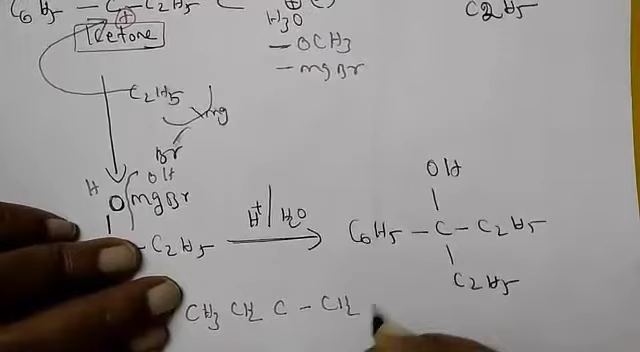 C6H5 - C - C2H5
+
Ketone
H3O
- OCH3
- mgBr
C2H5
C2H5
mg
Br
H OH
O mgBr
- C2H5
H+ / H2O
OH
C6H5 - C - C2H5
C2H5
CH3 CH2 C - CH2